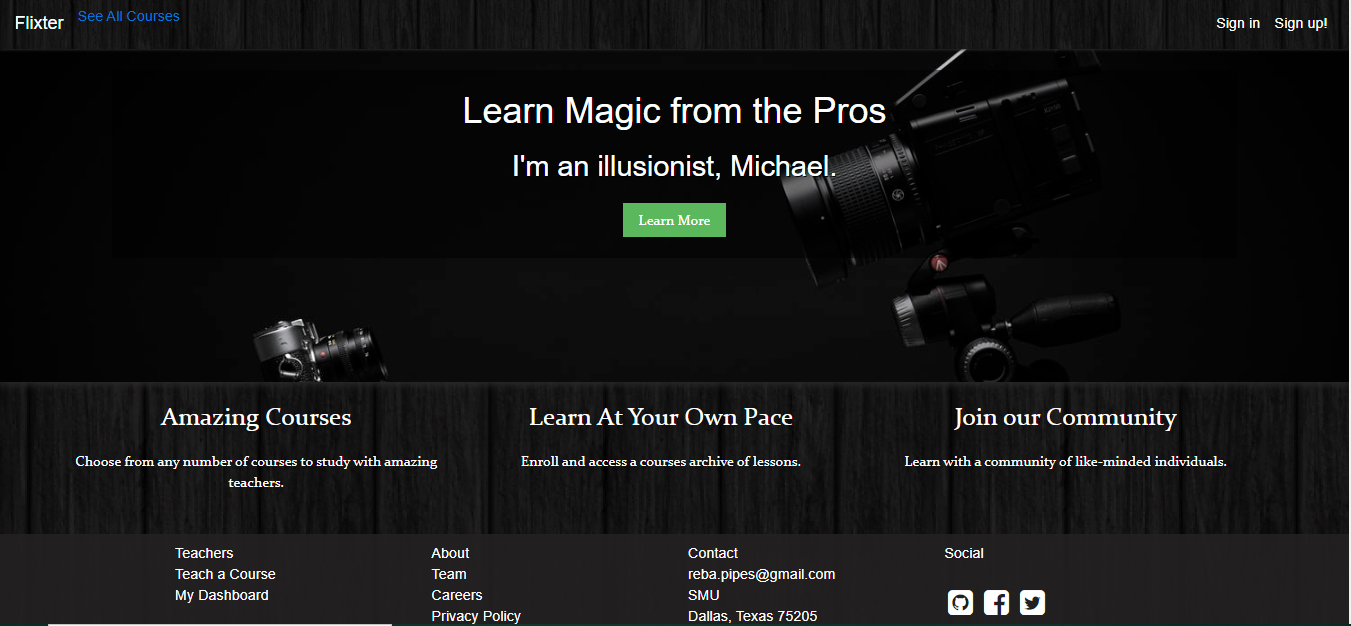 Flixter See All Courses Sign in Sign up!
Learn Magic from the Pros
I'm an illusionist, Michael.
Learn More
Amazing Courses
Choose from any number of courses to study with amazing
teachers.
Learn At Your Own Pace
Enroll and access a courses archive of lessons.
Join our Community
Learn with a community of like-minded individuals.
Teachers
Teach a Course
My Dashboard
About
Team
Careers
Privacy Policy
Contact
reba.pipes@gmail.com
SMU
Dallas, Texas 75205
Social